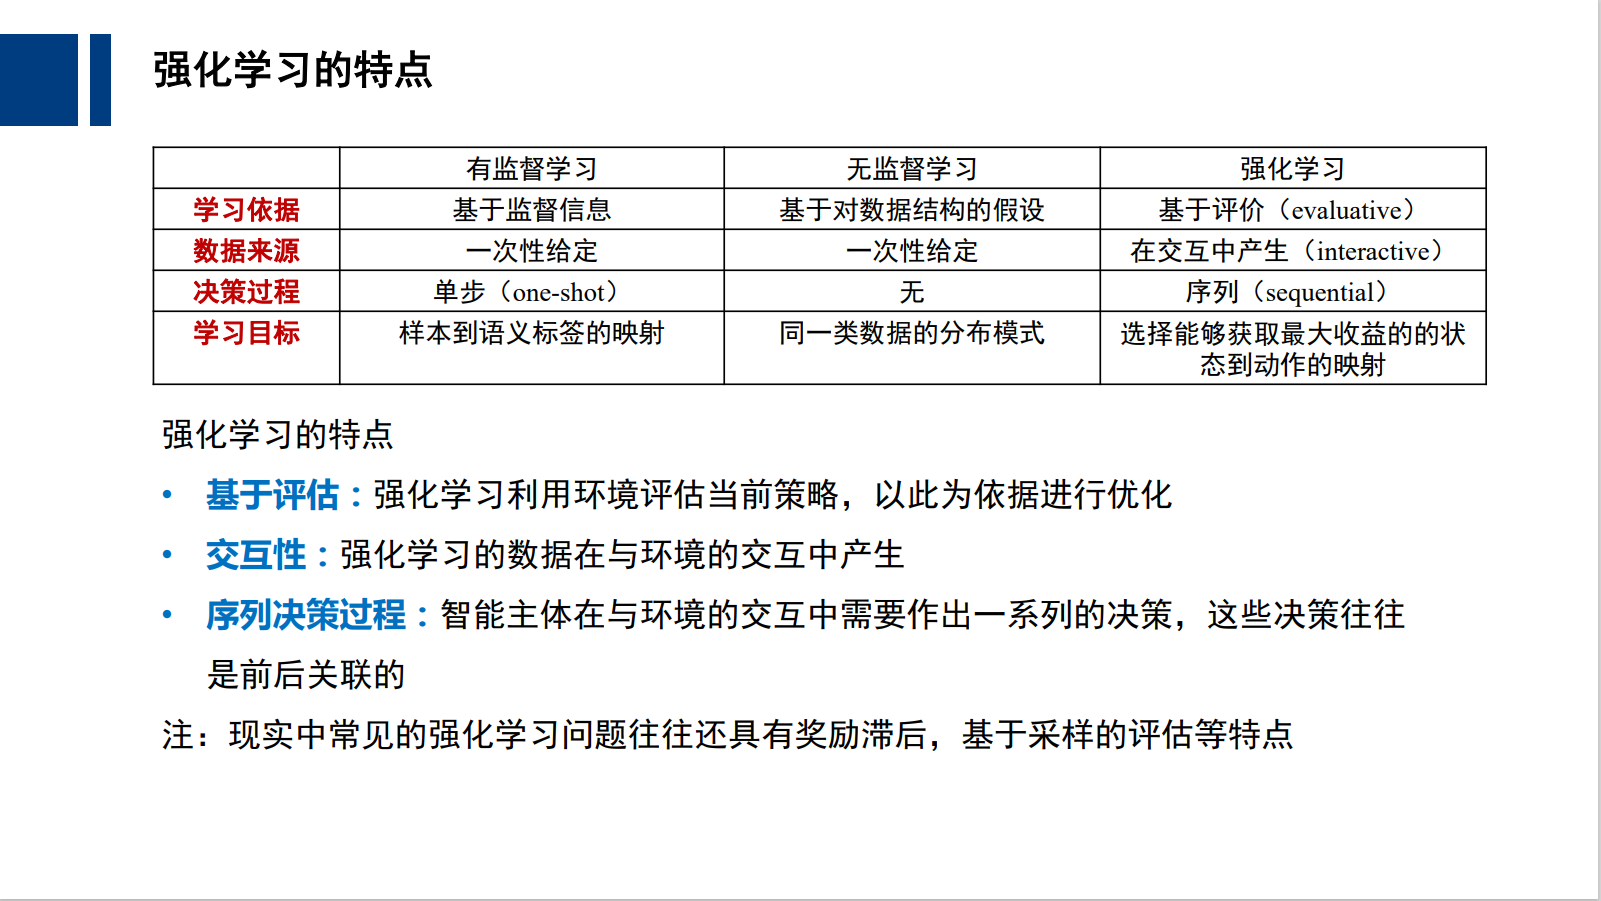 强化学习的特点
有监督学习 无监督学习 强化学习
学习依据 基于监督信息 基于对数据结构的假设 基于评价（evaluative）
数据来源 一次性给定 一次性给定 在交互中产生（interactive）
决策过程 单步（one-shot） 无 序列（sequential）
学习目标 样本到语义标签的映射 同一类数据的分布模式 选择能够获取最大收益的的状
态到动作的映射
强化学习的特点
• 基于评估：强化学习利用环境评估当前策略，以此为依据进行优化
• 交互性：强化学习的数据在与环境的交互中产生
• 序列决策过程：智能主体在与环境的交互中需要作出一系列的决策，这些决策往往
是前后关联的
注：现实中常见的强化学习问题往往还具有奖励滞后，基于采样的评估等特点